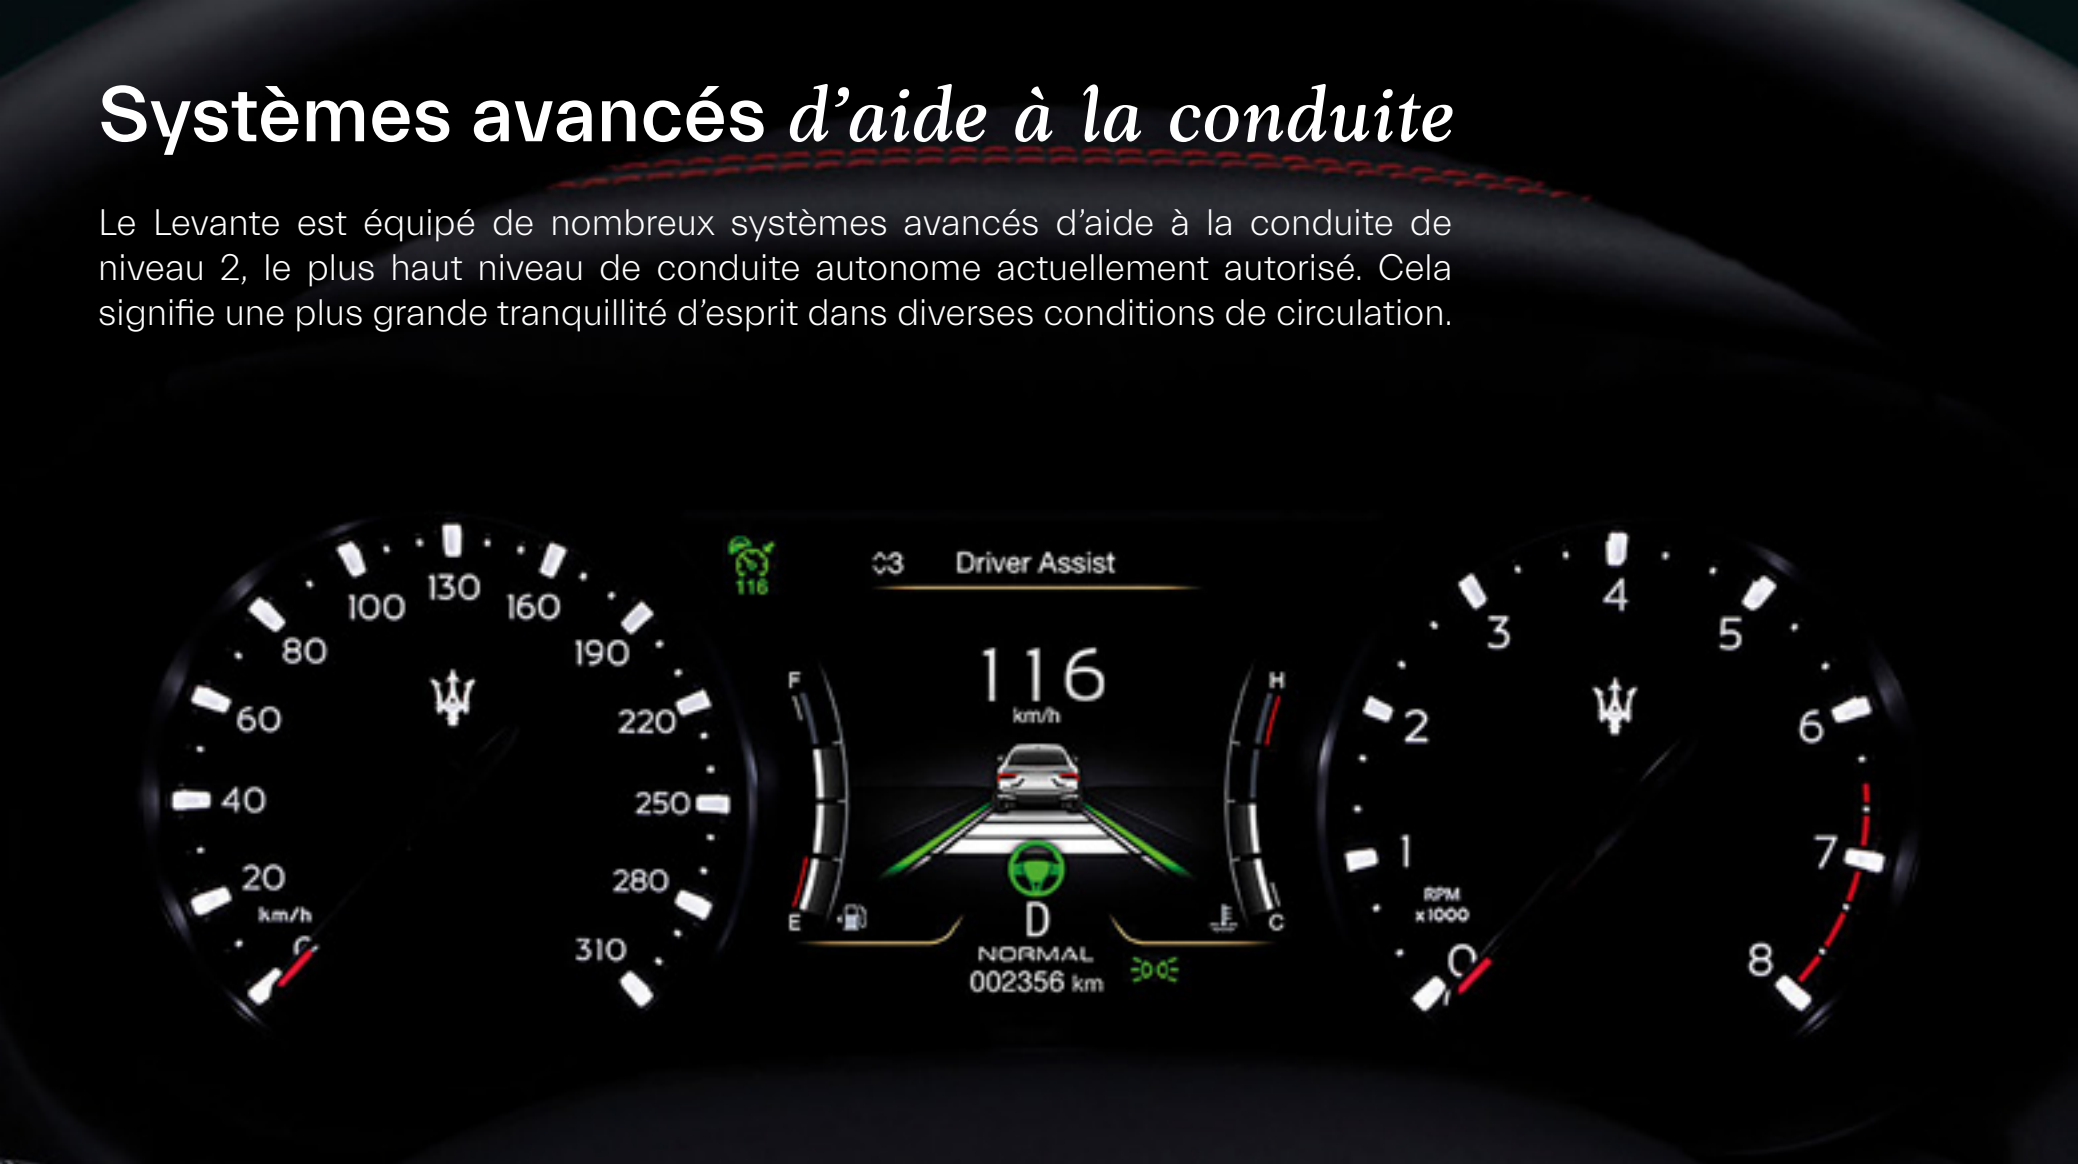 Systèmes avancés d’aide à la conduite
Le Levante est équipé de nombreux systèmes avancés d’aide à la conduite de
niveau 2, le plus haut niveau de conduite autonome actuellement autorisé. Cela
signifie une plus grande tranquillité d’esprit dans diverses conditions de circulation.
0
20
40
60
80
100
130
160
190
220
250
280
310
km/h
116
3 Driver Assist
116
km/h
F
E
H
C
D
NORMAL
002356 km
0
1
2
3
4
5
6
7
8
RPM
x1000